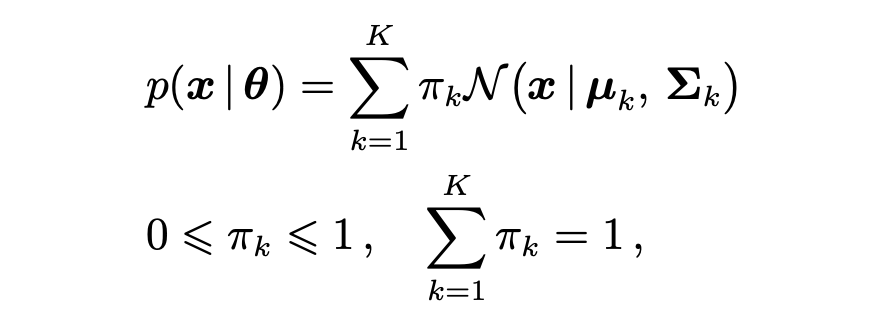 p(𝒙 | 𝜽) = ∑_{k=1}^{K} π_k 𝒩(𝒙 | 𝝁_k, 𝚺_k)
0 ⩽ π_k ⩽ 1 , ∑_{k=1}^{K} π_k = 1 ,